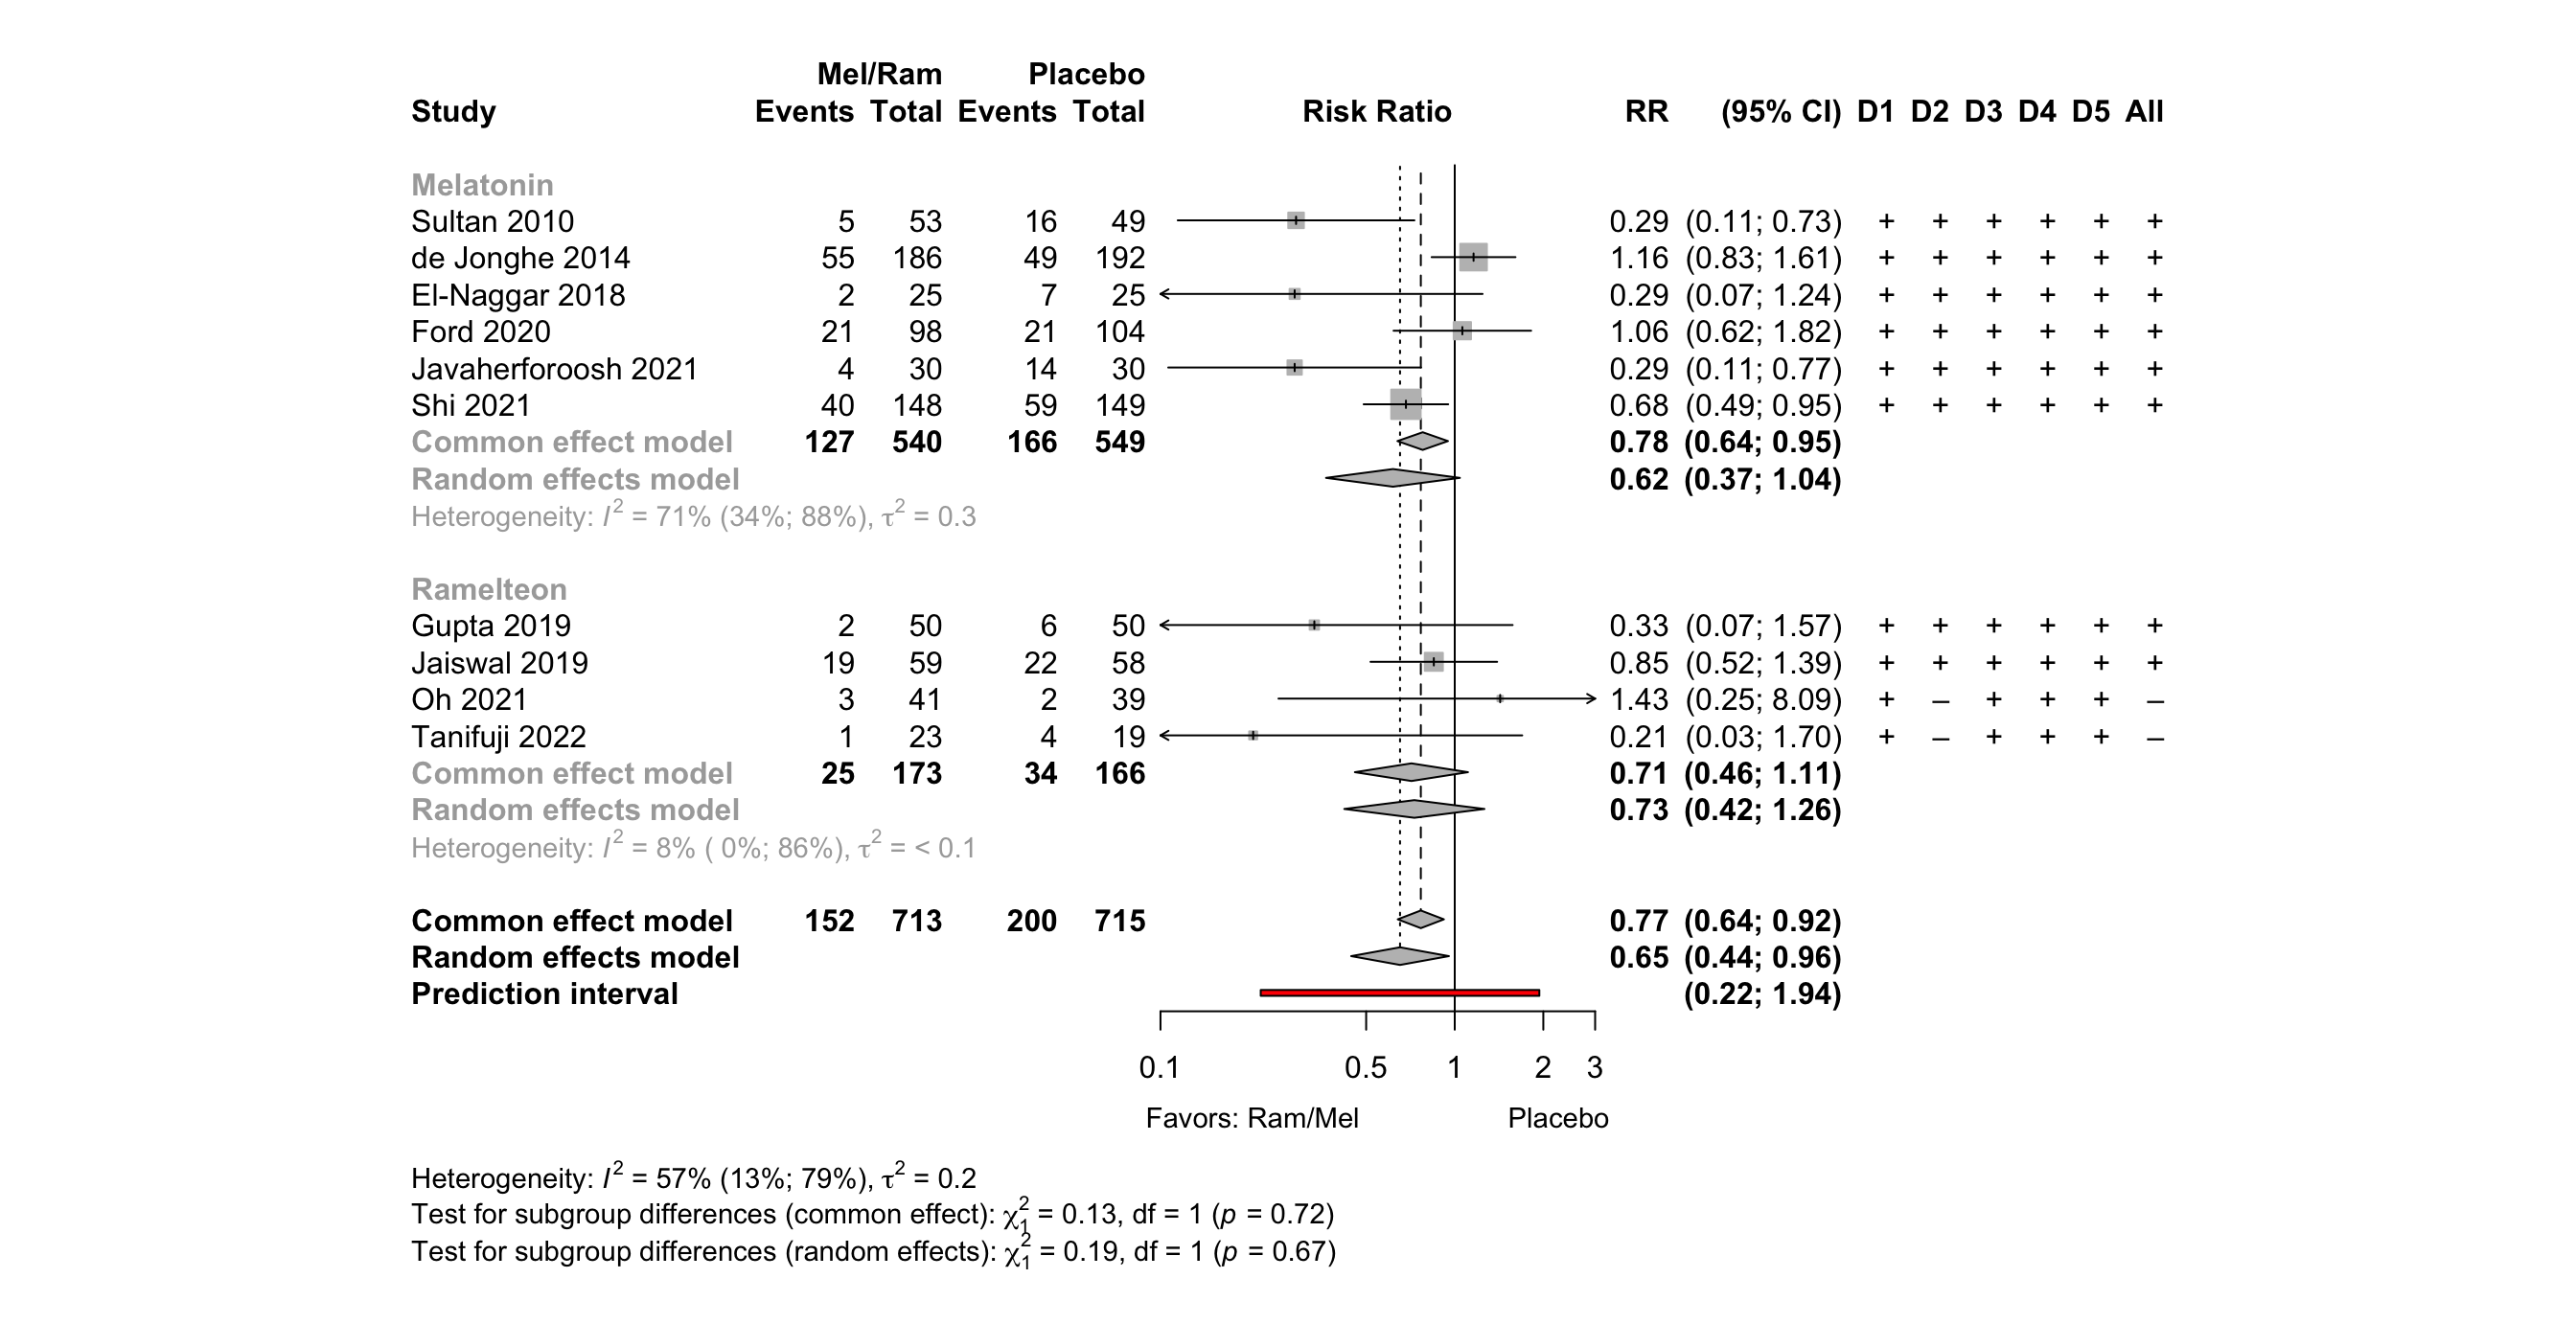 Mel/Ram Placebo
Study Events Total Events Total Risk Ratio RR (95% CI) D1 D2 D3 D4 D5 All
Melatonin
Sultan 2010 5 53 16 49 0.29 (0.11; 0.73) + + + + + +
de Jonghe 2014 55 186 49 192 1.16 (0.83; 1.61) + + + + + +
El-Naggar 2018 2 25 7 25 0.29 (0.07; 1.24) + + + + + +
Ford 2020 21 98 21 104 1.06 (0.62; 1.82) + + + + + +
Javaherforoosh 2021 4 30 14 30 0.29 (0.11; 0.77) + + + + + +
Shi 2021 40 148 59 149 0.68 (0.49; 0.95) + + + + + +
Common effect model 127 540 166 549 0.78 (0.64; 0.95)
Random effects model 0.62 (0.37; 1.04)
Heterogeneity: I² = 71% (34%; 88%), τ² = 0.3
Ramelteon
Gupta 2019 2 50 6 50 0.33 (0.07; 1.57) + + + + + +
Jaiswal 2019 19 59 22 58 0.85 (0.52; 1.39) + + + + + +
Oh 2021 3 41 2 39 1.43 (0.25; 8.09) + – + + + –
Tanifuji 2022 1 23 4 19 0.21 (0.03; 1.70) + – + + + –
Common effect model 25 173 34 166 0.71 (0.46; 1.11)
Random effects model 0.73 (0.42; 1.26)
Heterogeneity: I² = 8% ( 0%; 86%), τ² = < 0.1
Common effect model 152 713 200 715 0.77 (0.64; 0.92)
Random effects model 0.65 (0.44; 0.96)
Prediction interval (0.22; 1.94)
0.1 0.5 1 2 3
Favors: Ram/Mel Placebo
Heterogeneity: I² = 57% (13%; 79%), τ² = 0.2
Test for subgroup differences (common effect): χ²₁ = 0.13, df = 1 (p = 0.72)
Test for subgroup differences (random effects): χ²₁ = 0.19, df = 1 (p = 0.67)